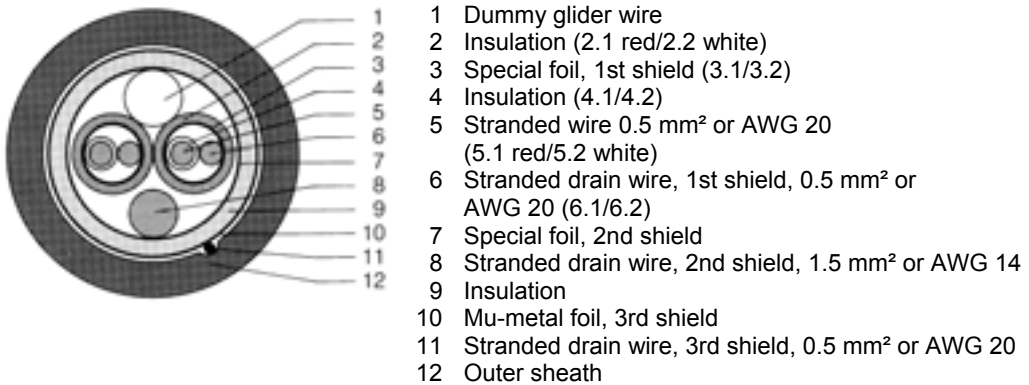 1
2
3
4
5
6
7
8
9
10
11
12
1 Dummy glider wire
2 Insulation (2.1 red/2.2 white)
3 Special foil, 1st shield (3.1/3.2)
4 Insulation (4.1/4.2)
5 Stranded wire 0.5 mm² or AWG 20
(5.1 red/5.2 white)
6 Stranded drain wire, 1st shield, 0.5 mm² or
AWG 20 (6.1/6.2)
7 Special foil, 2nd shield
8 Stranded drain wire, 2nd shield, 1.5 mm² or AWG 14
9 Insulation
10 Mu-metal foil, 3rd shield
11 Stranded drain wire, 3rd shield, 0.5 mm² or AWG 20
12 Outer sheath